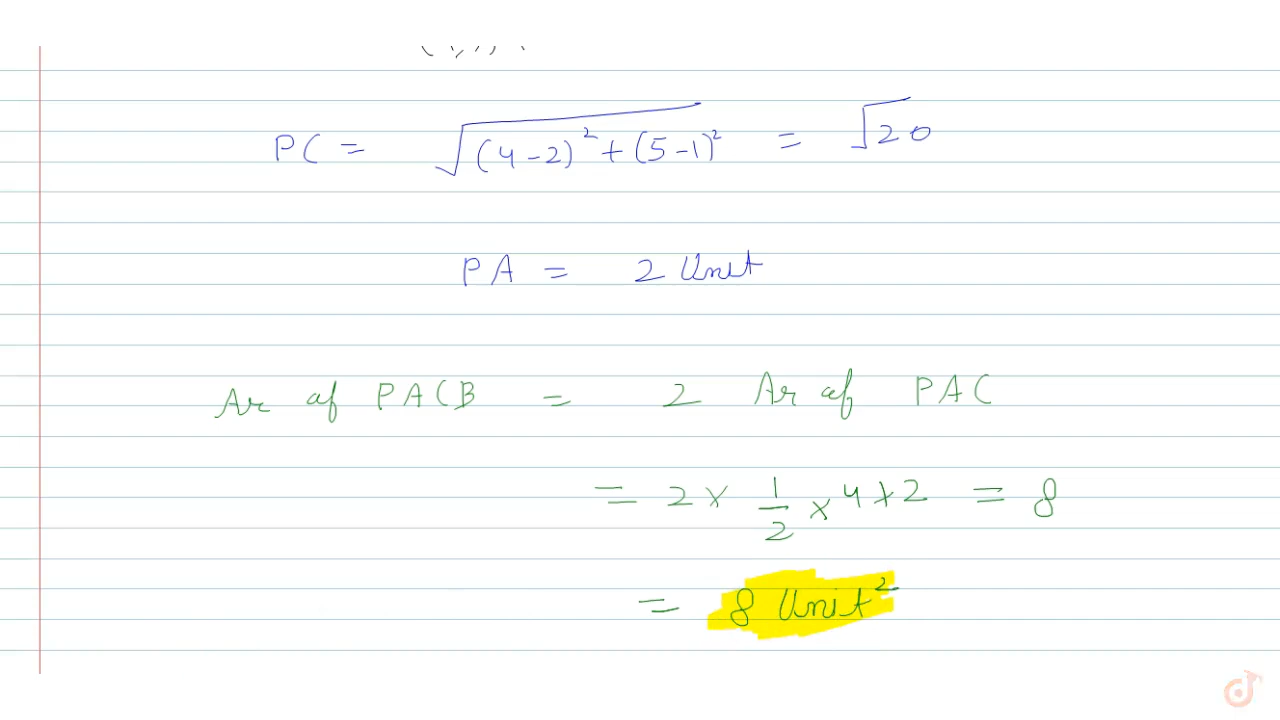 PC = √(4-2)² + (5-1)² = √20
PA = 2 Unit
Ar of PACB = 2 Ar of PAC
= 2 × 1/2 × 4 × 2 = 8
= 8 Unit²